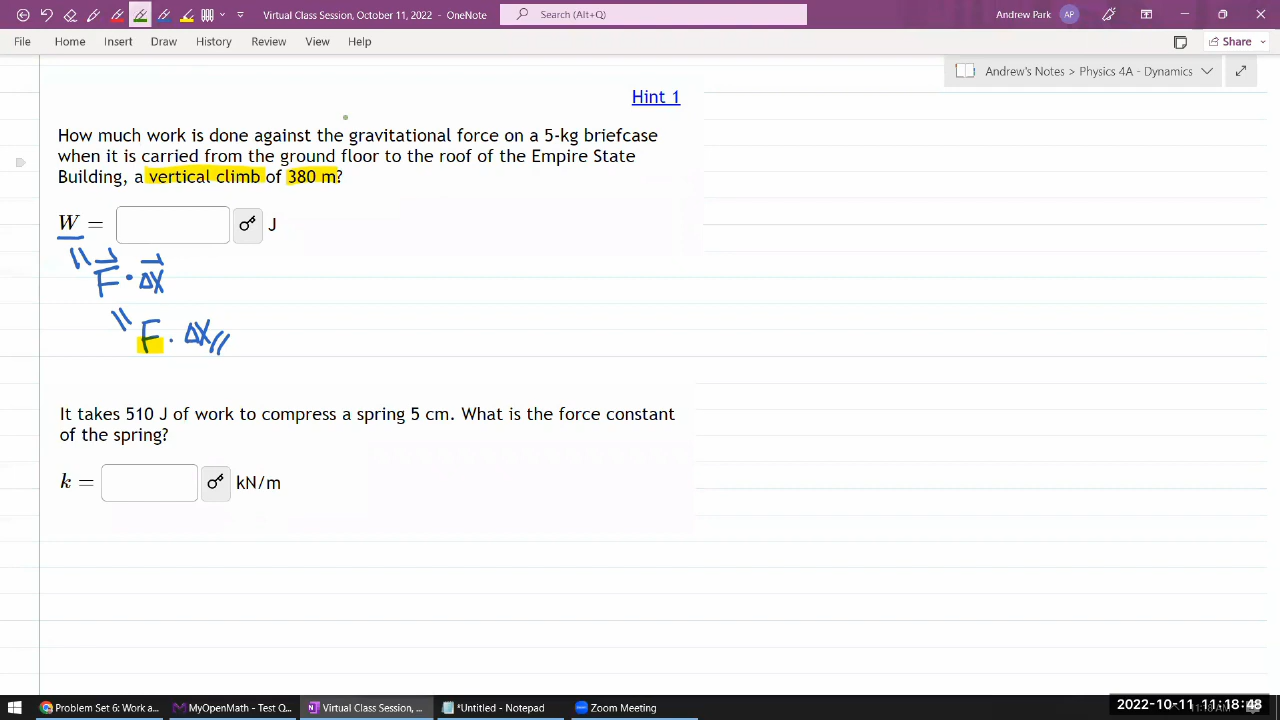 Virtual Class Session, October 11, 2022 - OneNote
Search (Alt+Q)
Andrew Park
AP
File Home Insert Draw History Review View Help
Share
Andrew's Notes > Physics 4A - Dynamics
Hint 1
How much work is done against the gravitational force on a 5-kg briefcase
when it is carried from the ground floor to the roof of the Empire State
Building, a vertical climb of 380 m?
W = J
= F⃗ · Δx⃗
= F · Δx∥
It takes 510 J of work to compress a spring 5 cm. What is the force constant
of the spring?
k = kN/m
Problem Set 6: Work a...
MyOpenMath - Test Q...
Virtual Class Session, ...
*Untitled - Notepad
Zoom Meeting
2022-10-11 11:18:48